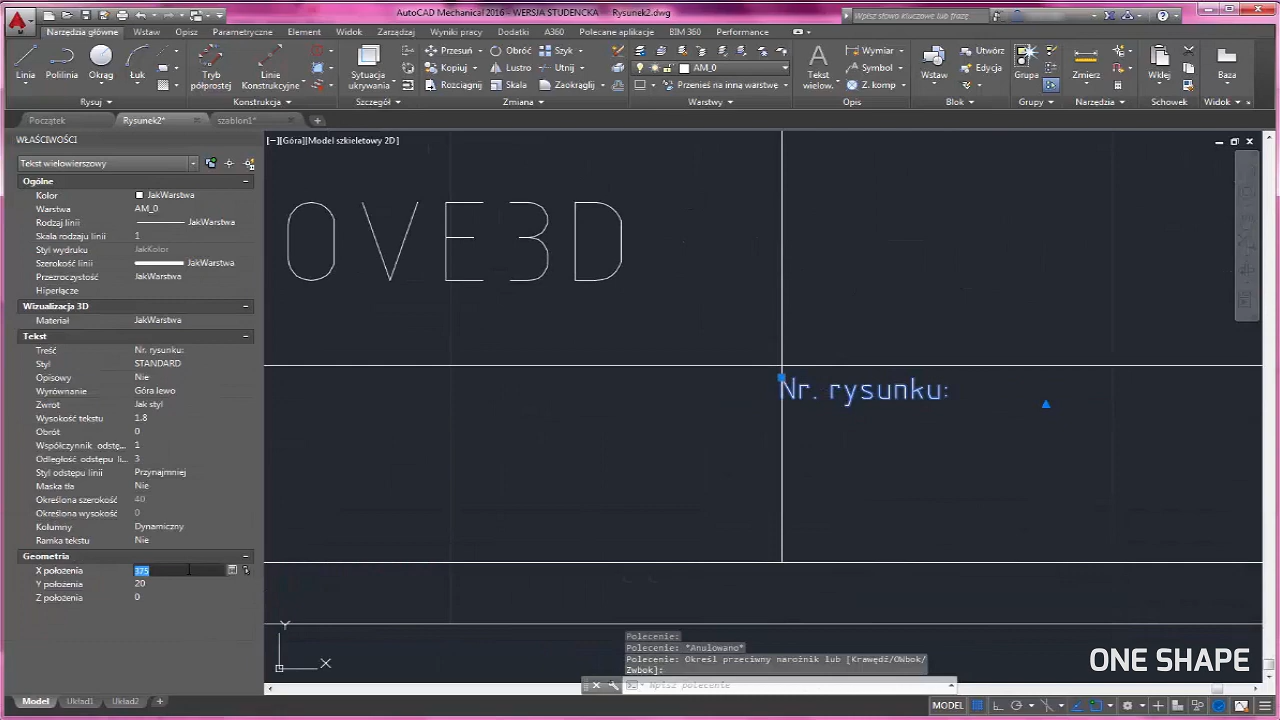 AutoCAD Mechanical 2016 - WERSJA STUDENCKA Rysunek2.dwg
Wpisz słowo kluczowe lub frazę
Narzędzia główne Wstaw Opisz Parametryczne Element Widok Wyniki pracy Zarządzaj Dodatki A360 Polecane aplikacje BIM 360 Performance
Linia Polilinia Okrąg Łuk
Tryb półprostej
Linie Konstrukcyjne
Sytuacja ukrywania
Przesuń Obróć Styk
Kopiuj Lustro Utnij
Rozciągnij Skala Zaokrąglij
AM_0
Przenieś na inną warstwę
Tekst wielow.
Wymiar
Symbol
Z. komp
Wstaw
Utwórz
Edycja
Grupa
Zmierz
Wklej
Baza
Rysuj Konstrukcja Szczegół Zmiana Warstwy Opis Blok Grupy Narzędzia Schowek Widok
Początek Rysunek2* szablon1*
WŁAŚCIWOŚCI
[−][Góra][Model szkieletowy 2D]
Tekst wielowierszowy
Ogólne
Kolor JakWarstwa
Warstwa AM_0
Rodzaj linii JakWarstwa
Skala rodzaju linii 1
Styl wydruku JakKolor
Szerokość linii JakWarstwa
Przezroczystość JakWarstwa
Hiperłącze
Wizualizacja 3D
Materiał JakWarstwa
Tekst
Treść Nr. rysunku:
Styl STANDARD
Opisowy Nie
Wyrównanie Góra lewo
Zwrot Jak styl
Wysokość tekstu 1.8
Obrót 0
Współczynnik odstę... 1
Odległość odstępu li... 3
Styl odstępu linii Przynajmniej
Maska tła Nie
Określona szerokość 40
Określona wysokość 0
Kolumny Dynamiczny
Ramka tekstu Nie
Geometria
X położenia 375
Y położenia 20
Z położenia 0
OVE3D
Nr. rysunku:
Y
X
Polecenie:
Polecenie: *Anulowano*
Polecenie: Określ przeciwny narożnik lub [Krawędź/OWbok/
Zwbok]:
Wpisz polecenie
ONE SHAPE
Model Układ1 Układ2
MODEL